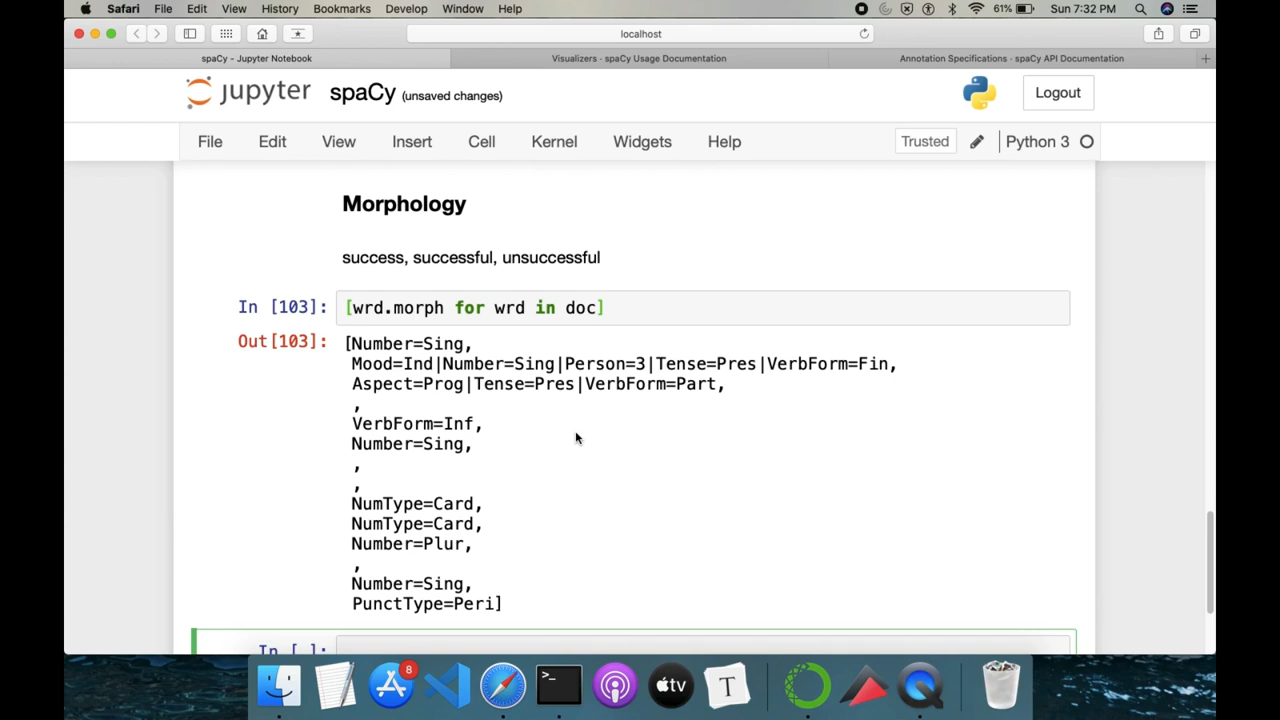 Safari File Edit View History Bookmarks Develop Window Help 61% Sun 7:32 PM
localhost
spaCy - Jupyter Notebook Visualizers · spaCy Usage Documentation Annotation Specifications · spaCy API Documentation +
jupyter spaCy (unsaved changes) Logout
File Edit View Insert Cell Kernel Widgets Help Trusted Python 3
Morphology
success, successful, unsuccessful
In [103]: [wrd.morph for wrd in doc]
Out[103]: [Number=Sing,
Mood=Ind|Number=Sing|Person=3|Tense=Pres|VerbForm=Fin,
Aspect=Prog|Tense=Pres|VerbForm=Part,
,
VerbForm=Inf,
Number=Sing,
,
,
NumType=Card,
NumType=Card,
Number=Plur,
,
Number=Sing,
PunctType=Peri]
In [ ]:
8
>_
tv
T